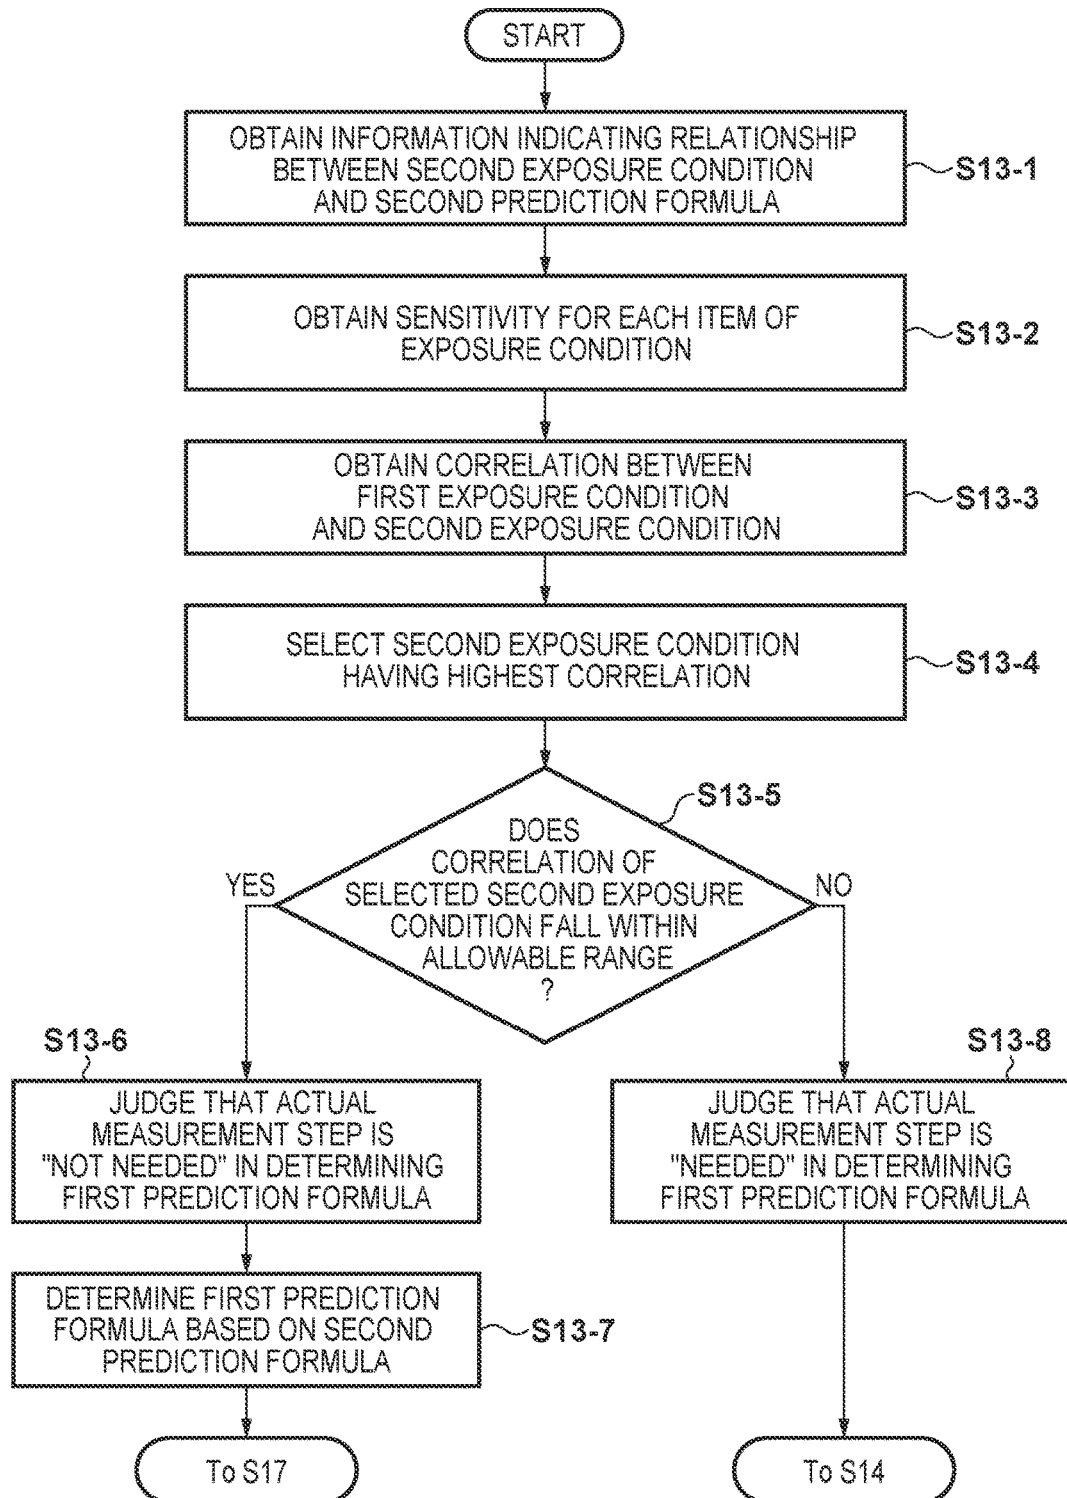 START
OBTAIN INFORMATION INDICATING RELATIONSHIP
BETWEEN SECOND EXPOSURE CONDITION
AND SECOND PREDICTION FORMULA
S13-1
OBTAIN SENSITIVITY FOR EACH ITEM OF
EXPOSURE CONDITION
S13-2
OBTAIN CORRELATION BETWEEN
FIRST EXPOSURE CONDITION
AND SECOND EXPOSURE CONDITION
S13-3
SELECT SECOND EXPOSURE CONDITION
HAVING HIGHEST CORRELATION
S13-4
S13-5
DOES
CORRELATION OF
SELECTED SECOND EXPOSURE
CONDITION FALL WITHIN
ALLOWABLE RANGE
?
YES
NO
S13-6
JUDGE THAT ACTUAL
MEASUREMENT STEP IS
"NOT NEEDED" IN DETERMINING
FIRST PREDICTION FORMULA
S13-8
JUDGE THAT ACTUAL
MEASUREMENT STEP IS
"NEEDED" IN DETERMINING
FIRST PREDICTION FORMULA
DETERMINE FIRST PREDICTION
FORMULA BASED ON SECOND
PREDICTION FORMULA
S13-7
To S17
To S14